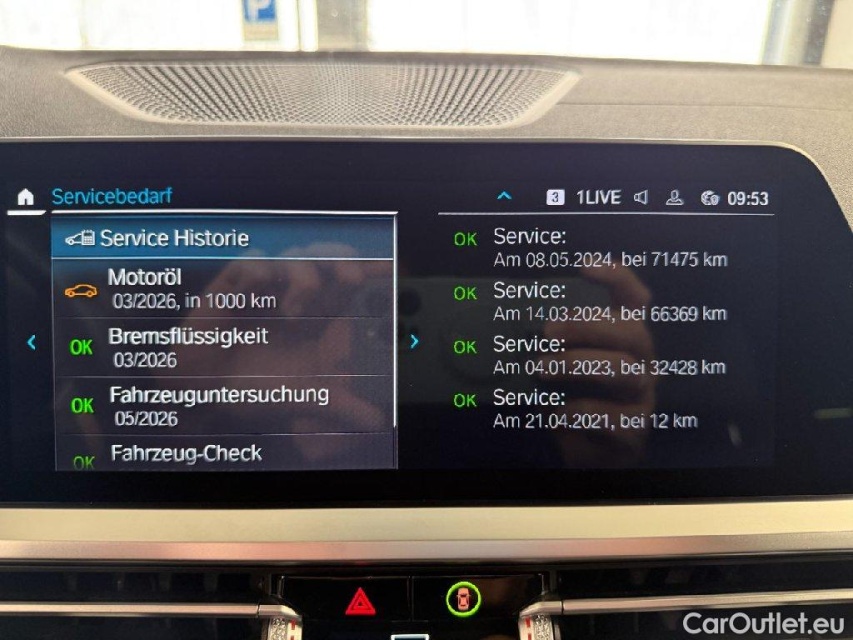 P
Servicebedarf
3 1LIVE 09:53
Service Historie
Motoröl
03/2026, in 1000 km
OK Bremsflüssigkeit
03/2026
OK Fahrzeuguntersuchung
05/2026
OK Fahrzeug-Check
OK Service:
Am 08.05.2024, bei 71475 km
OK Service:
Am 14.03.2024, bei 66369 km
OK Service:
Am 04.01.2023, bei 32428 km
OK Service:
Am 21.04.2021, bei 12 km
CarOutlet.eu